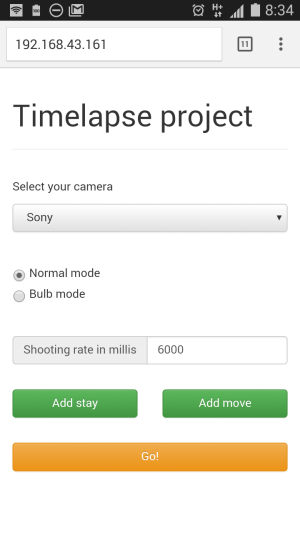 H+
8:34
192.168.43.161
11
Timelapse project
Select your camera
Sony
Normal mode
Bulb mode
Shooting rate in millis
6000
Add stay
Add move
Go!